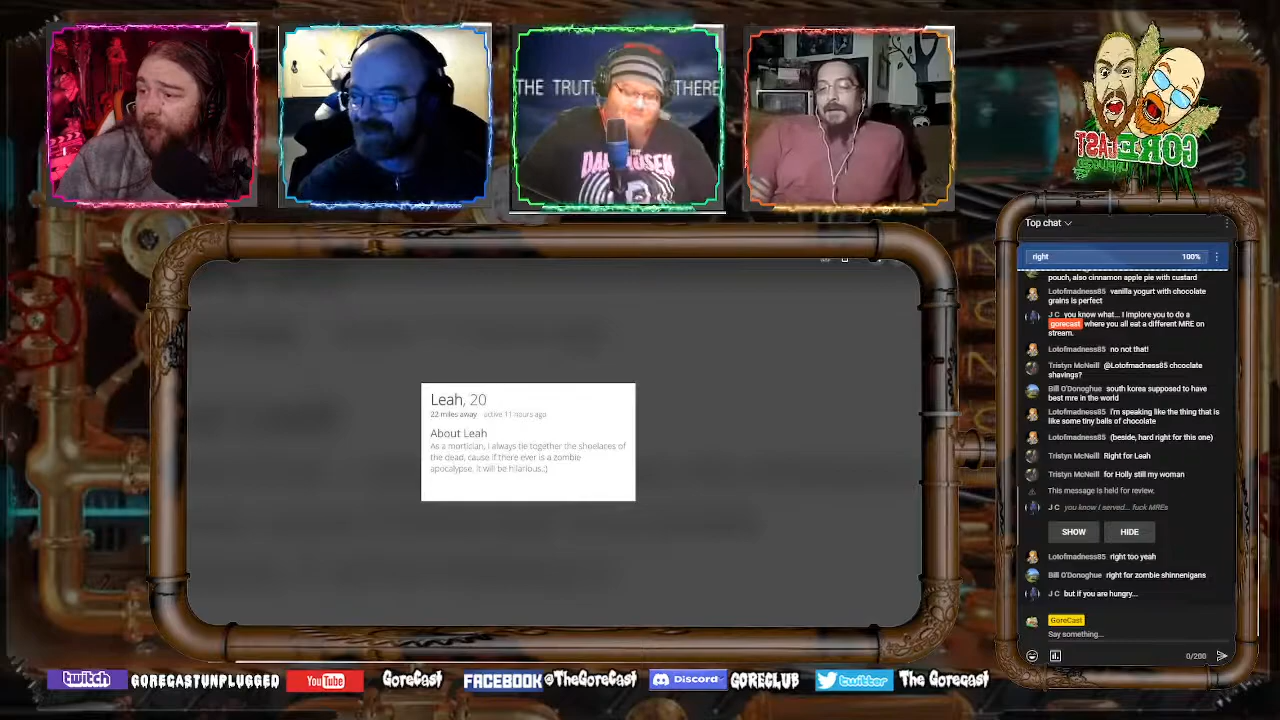 THE TRUTH
THERE
GORECAST
Top chat
right
100%
pouch, also cinnamon apple pie with custard
Lotofmadness85 vanilla yogurt with chocolate
grains is perfect
J C you know what... I implore you to do a
gorecast where you all eat a different MRE on
stream.
Lotofmadness85 no not that!
Tristyn McNeill @Lotofmadness85 chcolate
shavings?
Bill O'Donoghue south korea supposed to have
best mre in the world
Lotofmadness85 i'm speaking like the thing that is
like some tiny balls of chocolate
Lotofmadness85 (beside, hard right for this one)
Tristyn McNeill Right for Leah
Tristyn McNeill for Holly still my woman
This message is held for review.
J C you know I served... fuck MREs
SHOW HIDE
Lotofmadness85 right too yeah
Bill O'Donoghue right for zombie shinnenigans
J C but if you are hungry...
GoreCast
Say something...
0/200
Leah, 20
22 miles away active 11 hours ago
About Leah
As a mortician, I always tie together the shoelaces of
the dead, cause if there ever is a zombie
apocalypse, it will be hilarious.:)
twitch GORECASTUNPLUGGED YouTube GoreCast FACEBOOK @TheGoreCast Discord GORECLUB twitter The Gorecast